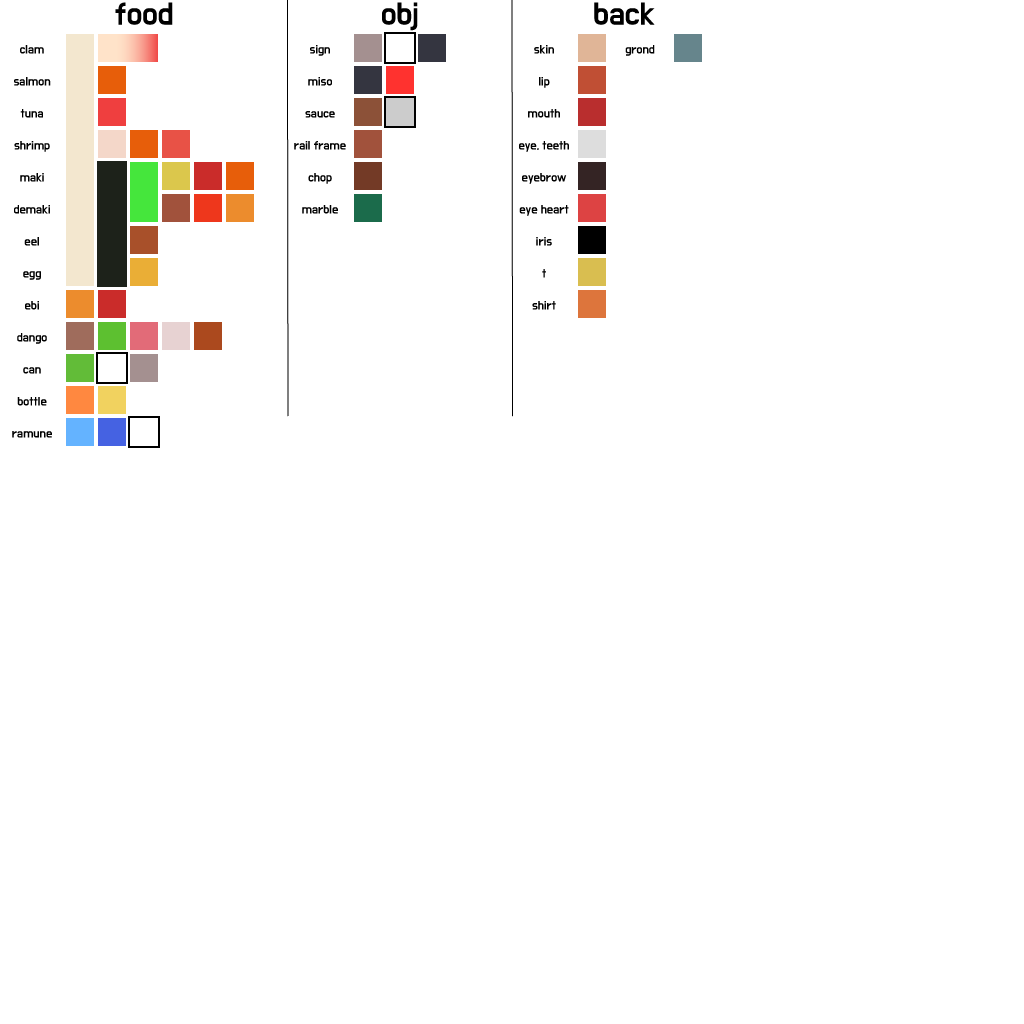 food
clam
salmon
tuna
shrimp
maki
demaki
eel
egg
ebi
dango
can
bottle
ramune
obj
sign
miso
sauce
rail frame
chop
marble
back
skin
grond
lip
mouth
eye. teeth
eyebrow
eye heart
iris
t
shirt